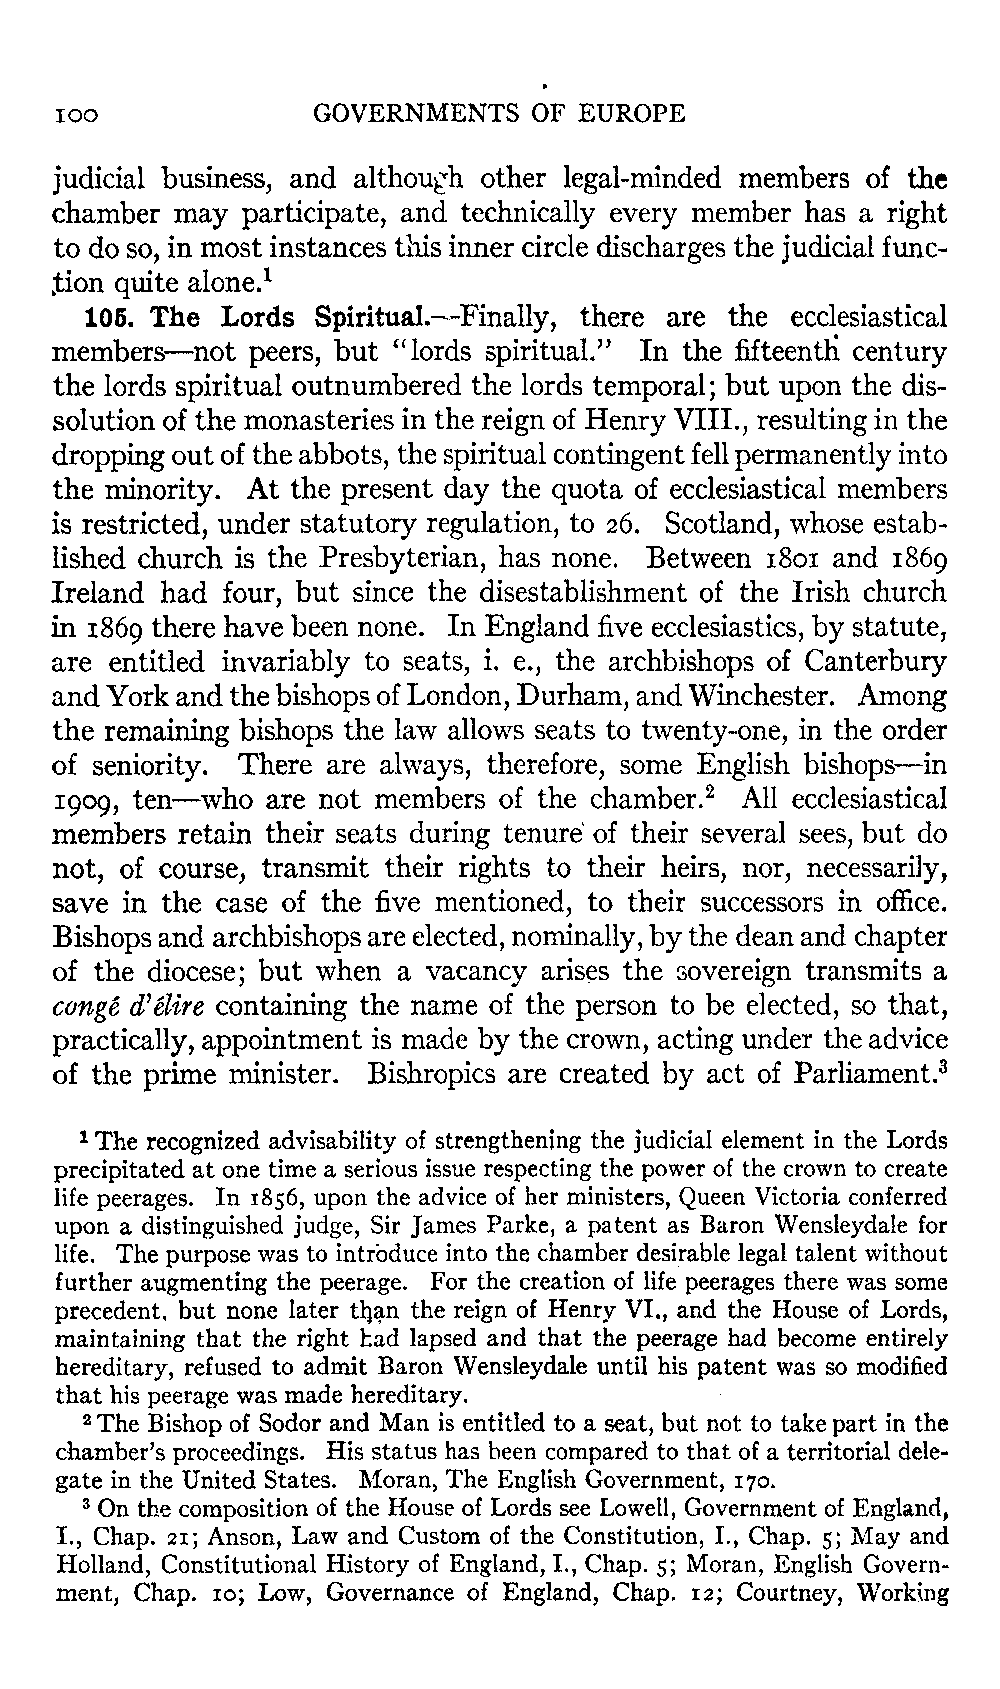 100 GOVERNMENTS OF EUROPE
judicial business, and although other legal-minded members of the
chamber may participate, and technically every member has a right
to do so, in most instances this inner circle discharges the judicial func-
tion quite alone.¹
105. The Lords Spiritual.—Finally, there are the ecclesiastical
members—not peers, but "lords spiritual." In the fifteenth century
the lords spiritual outnumbered the lords temporal; but upon the dis-
solution of the monasteries in the reign of Henry VIII., resulting in the
dropping out of the abbots, the spiritual contingent fell permanently into
the minority. At the present day the quota of ecclesiastical members
is restricted, under statutory regulation, to 26. Scotland, whose estab-
lished church is the Presbyterian, has none. Between 1801 and 1869
Ireland had four, but since the disestablishment of the Irish church
in 1869 there have been none. In England five ecclesiastics, by statute,
are entitled invariably to seats, i. e., the archbishops of Canterbury
and York and the bishops of London, Durham, and Winchester. Among
the remaining bishops the law allows seats to twenty-one, in the order
of seniority. There are always, therefore, some English bishops—in
1909, ten—who are not members of the chamber.² All ecclesiastical
members retain their seats during tenure of their several sees, but do
not, of course, transmit their rights to their heirs, nor, necessarily,
save in the case of the five mentioned, to their successors in office.
Bishops and archbishops are elected, nominally, by the dean and chapter
of the diocese; but when a vacancy arises the sovereign transmits a
congé d'élire containing the name of the person to be elected, so that,
practically, appointment is made by the crown, acting under the advice
of the prime minister. Bishropics are created by act of Parliament.³
¹ The recognized advisability of strengthening the judicial element in the Lords
precipitated at one time a serious issue respecting the power of the crown to create
life peerages. In 1856, upon the advice of her ministers, Queen Victoria conferred
upon a distinguished judge, Sir James Parke, a patent as Baron Wensleydale for
life. The purpose was to introduce into the chamber desirable legal talent without
further augmenting the peerage. For the creation of life peerages there was some
precedent, but none later than the reign of Henry VI., and the House of Lords,
maintaining that the right had lapsed and that the peerage had become entirely
hereditary, refused to admit Baron Wensleydale until his patent was so modified
that his peerage was made hereditary.
² The Bishop of Sodor and Man is entitled to a seat, but not to take part in the
chamber's proceedings. His status has been compared to that of a territorial dele-
gate in the United States. Moran, The English Government, 170.
³ On the composition of the House of Lords see Lowell, Government of England,
I., Chap. 21; Anson, Law and Custom of the Constitution, I., Chap. 5; May and
Holland, Constitutional History of England, I., Chap. 5; Moran, English Govern-
ment, Chap. 10; Low, Governance of England, Chap. 12; Courtney, Working